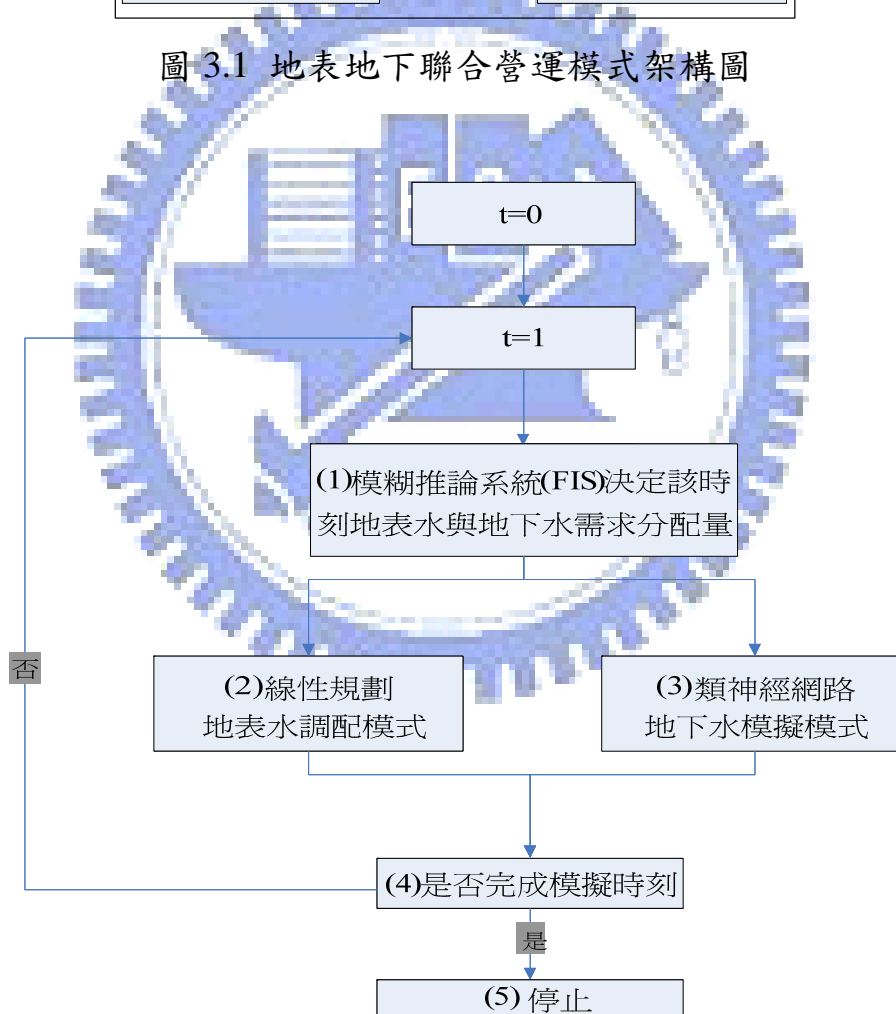 圖 3.1 地表地下聯合營運模式架構圖
t=0
t=1
(1)模糊推論系統(FIS)決定該時
刻地表水與地下水需求分配量
否
(2)線性規劃
地表水調配模式
(3)類神經網路
地下水模擬模式
(4)是否完成模擬時刻
是
(5) 停止